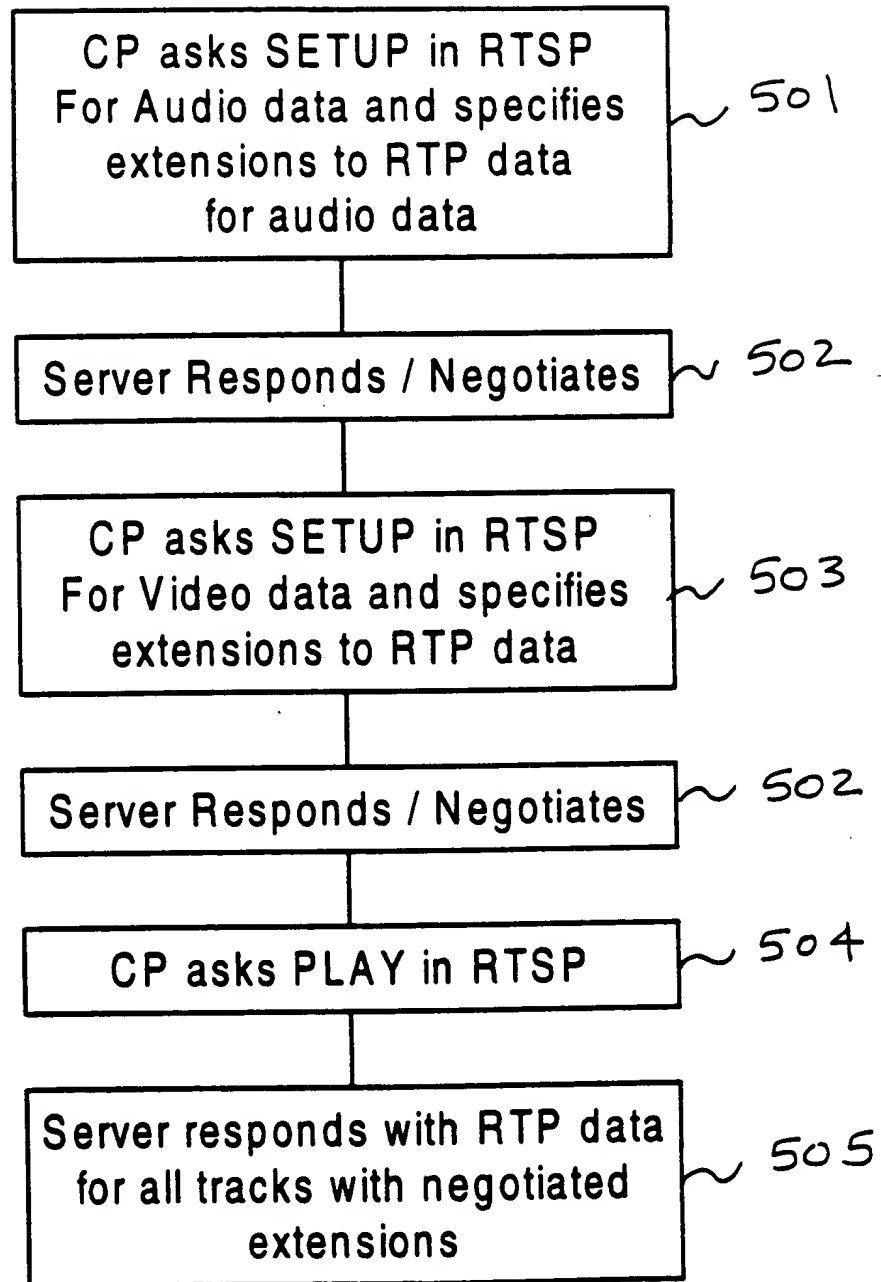 CP asks SETUP in RTSP
For Audio data and specifies
extensions to RTP data
for audio data
501
Server Responds / Negotiates
502
CP asks SETUP in RTSP
For Video data and specifies
extensions to RTP data
503
Server Responds / Negotiates
502
CP asks PLAY in RTSP
504
Server responds with RTP data
for all tracks with negotiated
extensions
505